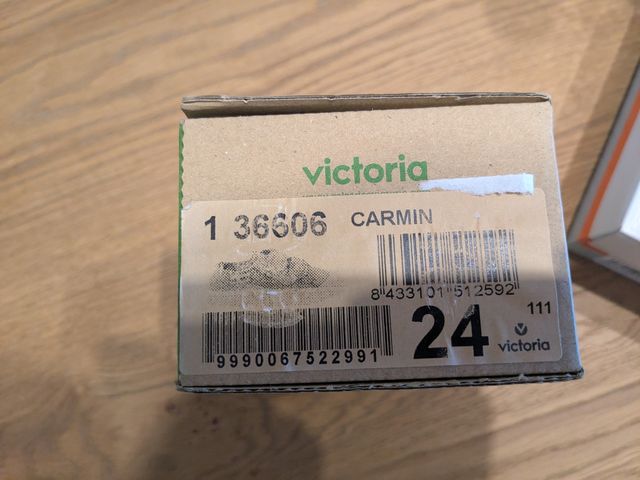 victoria
1 36606 CARMIN
8 433101 512592
9990067522991
24
111
victoria